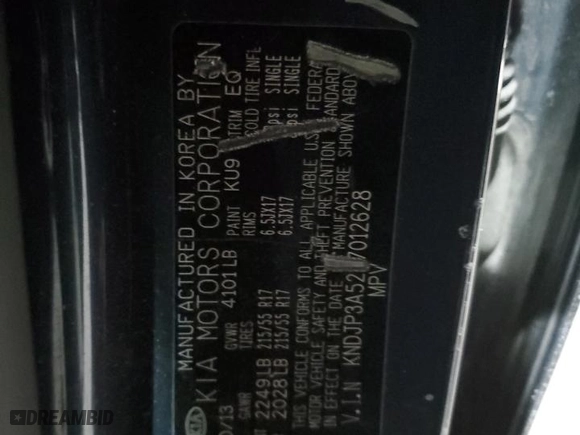 MANUFACTURED IN KOREA BY
KIA MOTORS CORPORATION
/13 GVWR 4101LB PAINT KU9 TRIM EQ
GAWR TIRES RIMS COLD TIRE INFL
2249LB 215/55 R17 6.5JX17 psi SINGLE
2028LB 215/55 R17 6.5JX17 psi SINGLE
THIS VEHICLE CONFORMS TO ALL APPLICABLE U.S. FEDERAL
MOTOR VEHICLE SAFETY AND THEFT PREVENTION STANDARD
IN EFFECT ON THE DATE MANUFACTURE SHOWN ABOV
V.I.N KNDJP3A52 7012628
MPV
DREAMBID